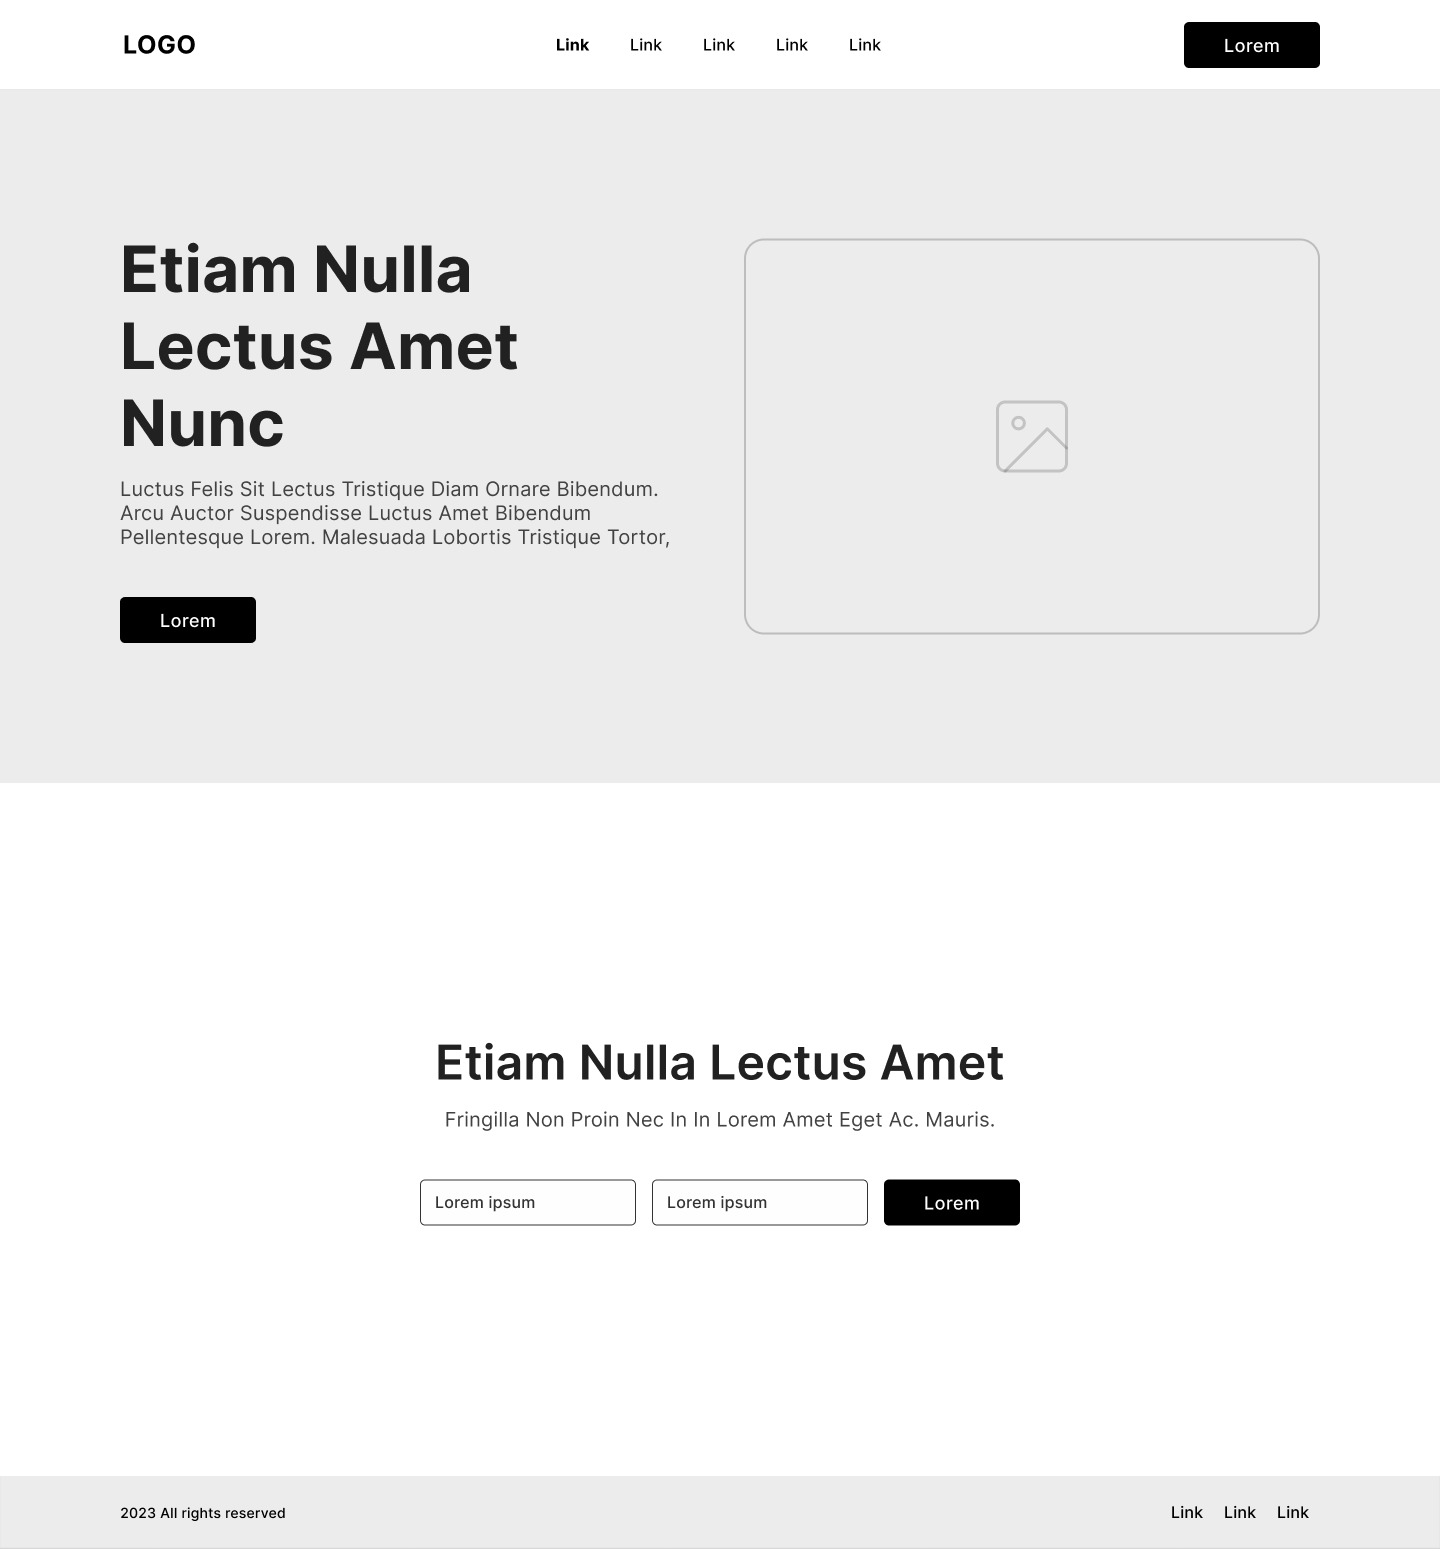 LOGO
Link Link Link Link Link
Lorem
Etiam Nulla
Lectus Amet
Nunc
Luctus Felis Sit Lectus Tristique Diam Ornare Bibendum.
Arcu Auctor Suspendisse Luctus Amet Bibendum
Pellentesque Lorem. Malesuada Lobortis Tristique Tortor,
Lorem
Etiam Nulla Lectus Amet
Fringilla Non Proin Nec In In Lorem Amet Eget Ac. Mauris.
Lorem ipsum
Lorem ipsum
Lorem
2023 All rights reserved
Link Link Link